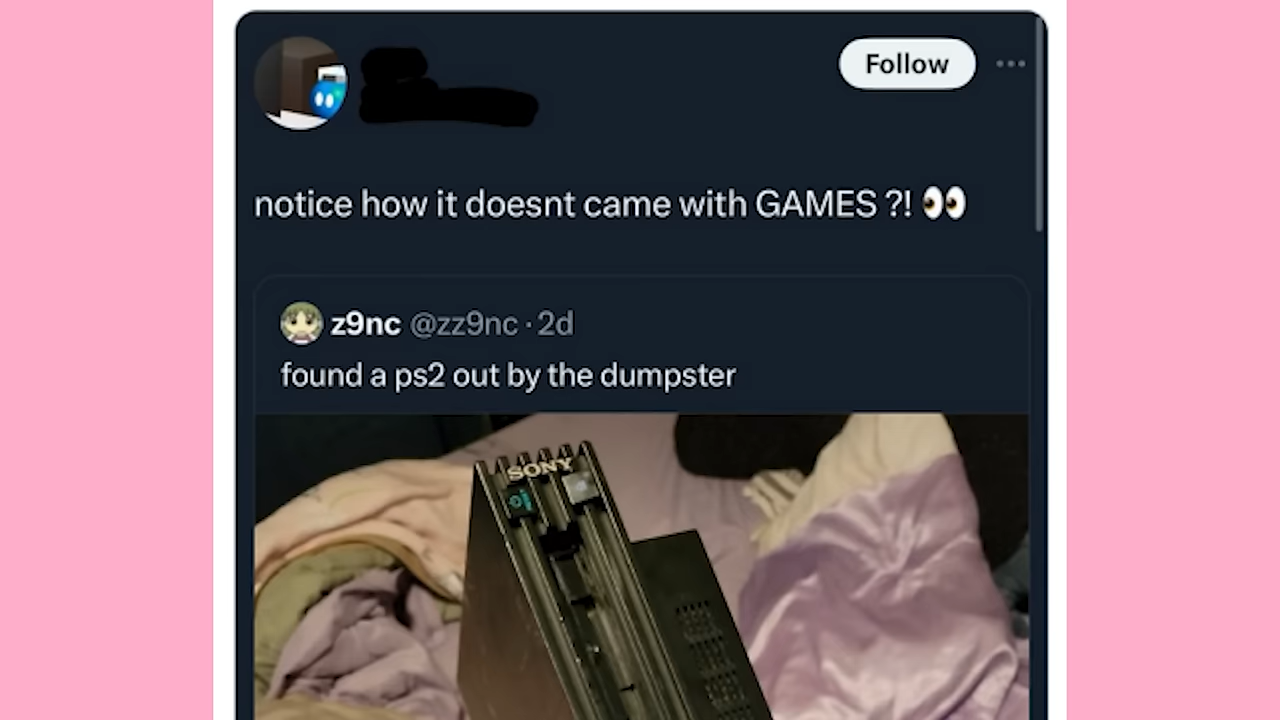 Follow
notice how it doesnt came with GAMES ?! 👀
z9nc @zz9nc · 2d
found a ps2 out by the dumpster
SONY